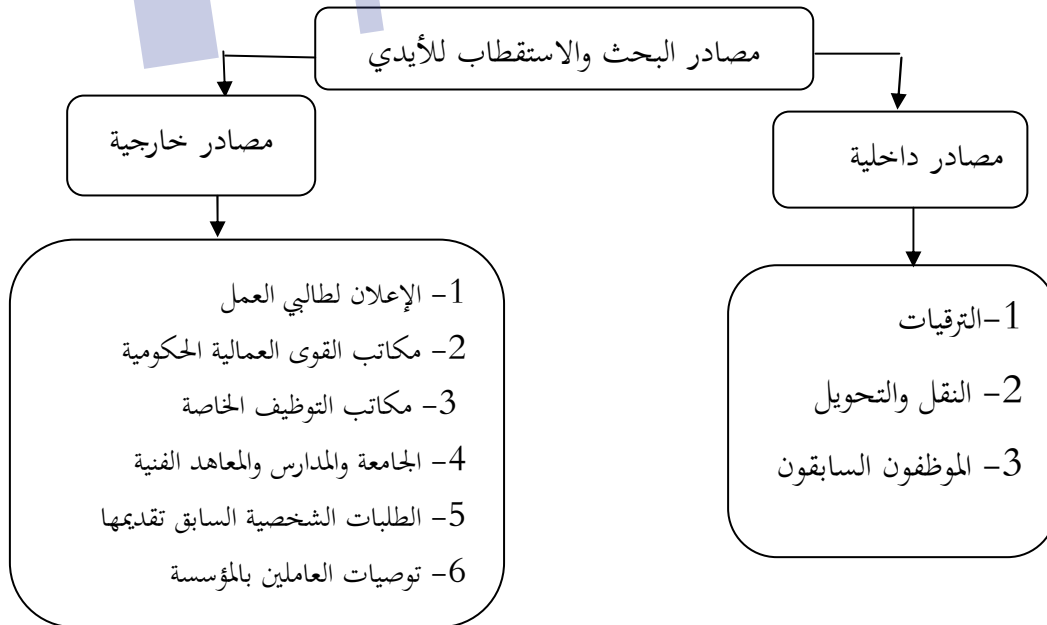 مصادر البحث والاستقطاب للأيدي
مصادر داخلية
1-الترقيات
2- النقل والتحويل
3- الموظفون السابقون
مصادر خارجية
1- الإعلان لطالبي العمل
2- مكاتب القوى العمالية الحكومية
3- مكاتب التوظيف الخاصة
4- الجامعة والمدارس والمعاهد الفنية
5- الطلبات الشخصية السابق تقديمها
6- توصيات العاملين بالمؤسسة